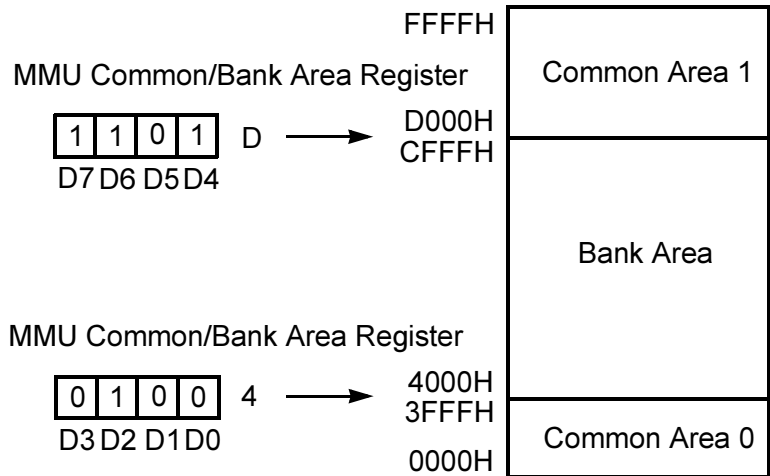 FFFFH
Common Area 1
MMU Common/Bank Area Register
1 1 0 1 D
D000H
CFFFH
D7 D6 D5 D4
Bank Area
MMU Common/Bank Area Register
0 1 0 0 4
4000H
3FFFH
D3 D2 D1 D0
Common Area 0
0000H